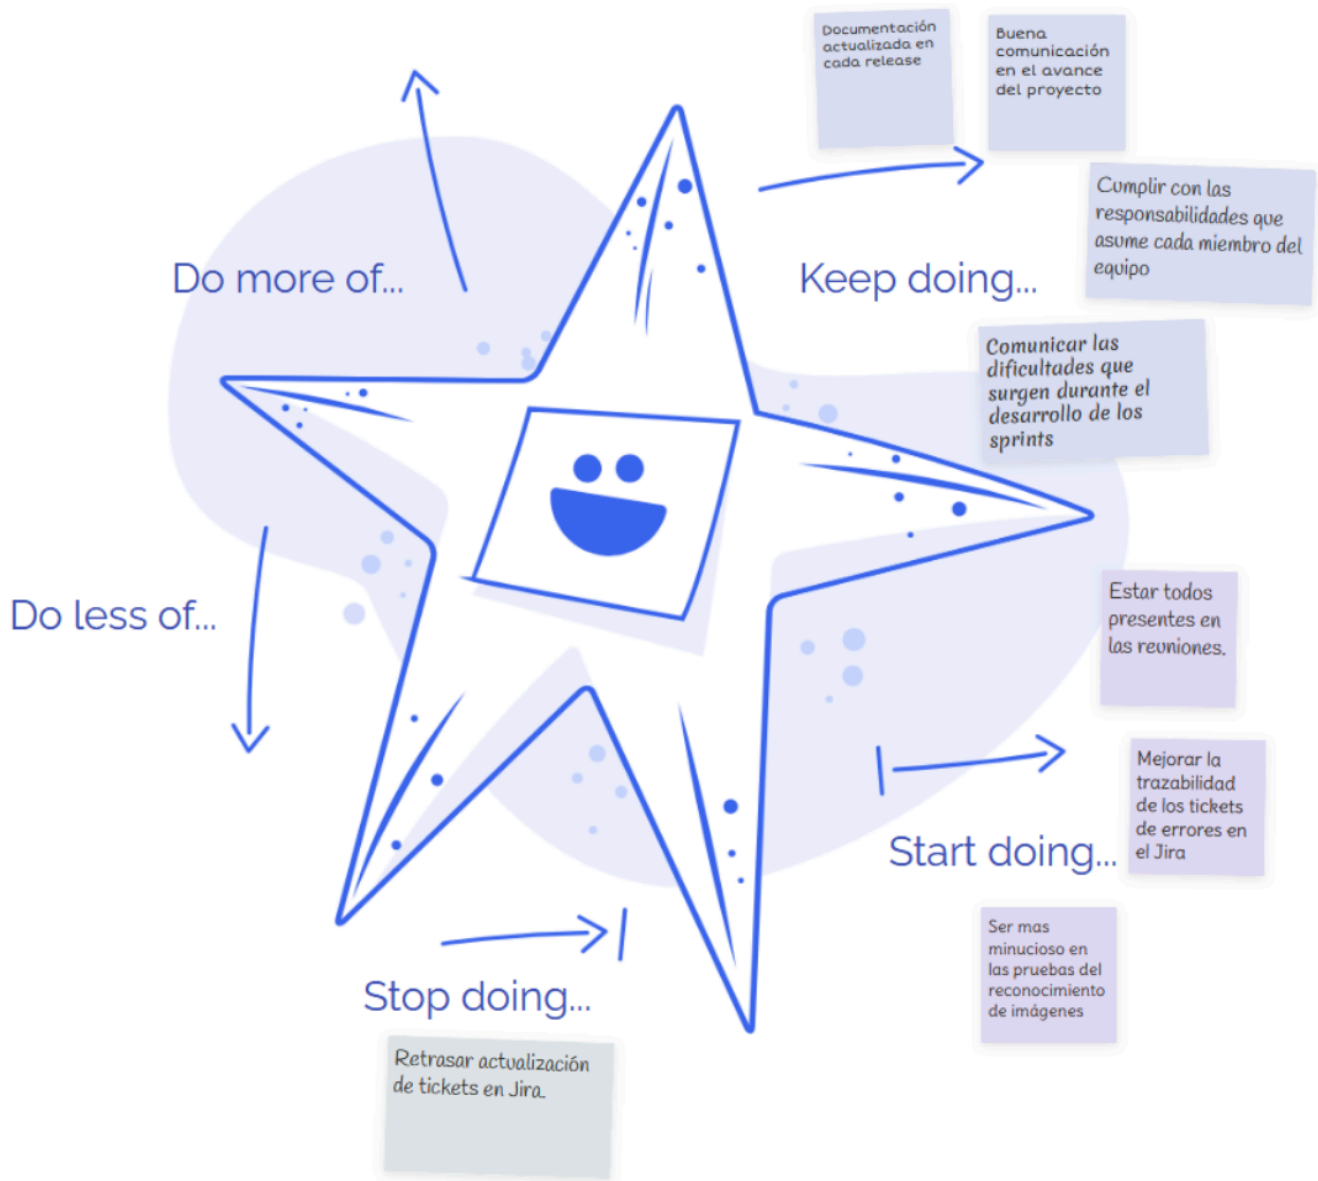 Documentación
actualizada en
cada release
Buena
comunicación
en el avance
del proyecto
Cumplir con las
responsabilidades que
asume cada miembro del
equipo
Do more of...
Keep doing...
Comunicar las
dificultades que
surgen durante el
desarrollo de los
sprints
Do less of...
Estar todos
presentes en
las reuniones.
Mejorar la
trazabilidad
de los tickets
de errores en
el Jira
Start doing...
Ser mas
minucioso en
las pruebas del
reconocimiento
de imágenes
Stop doing...
Retrasar actualización
de tickets en Jira.